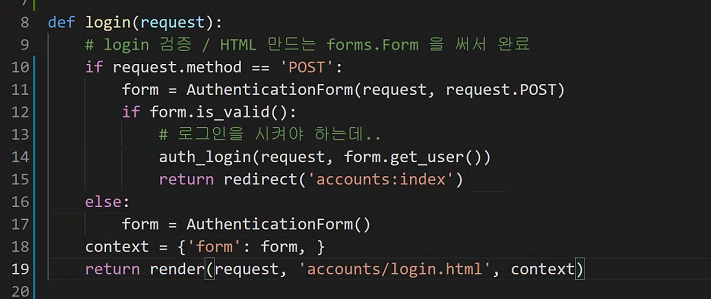 7
8 def login(request):
9 # login 검증 / HTML 만드는 forms.Form 을 써서 완료
10 if request.method == 'POST':
11 form = AuthenticationForm(request, request.POST)
12 if form.is_valid():
13 # 로그인을 시켜야 하는데..
14 auth_login(request, form.get_user())
15 return redirect('accounts:index')
16 else:
17 form = AuthenticationForm()
18 context = {'form': form, }
19 return render(request, 'accounts/login.html', context)
20